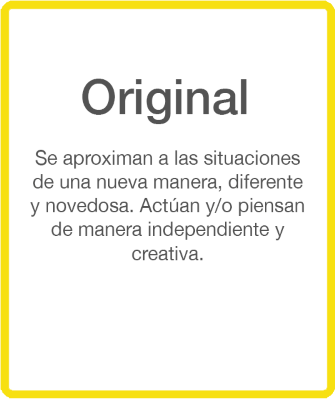 Original
Se aproximan a las situaciones
de una nueva manera, diferente
y novedosa. Actúan y/o piensan
de manera independiente y
creativa.